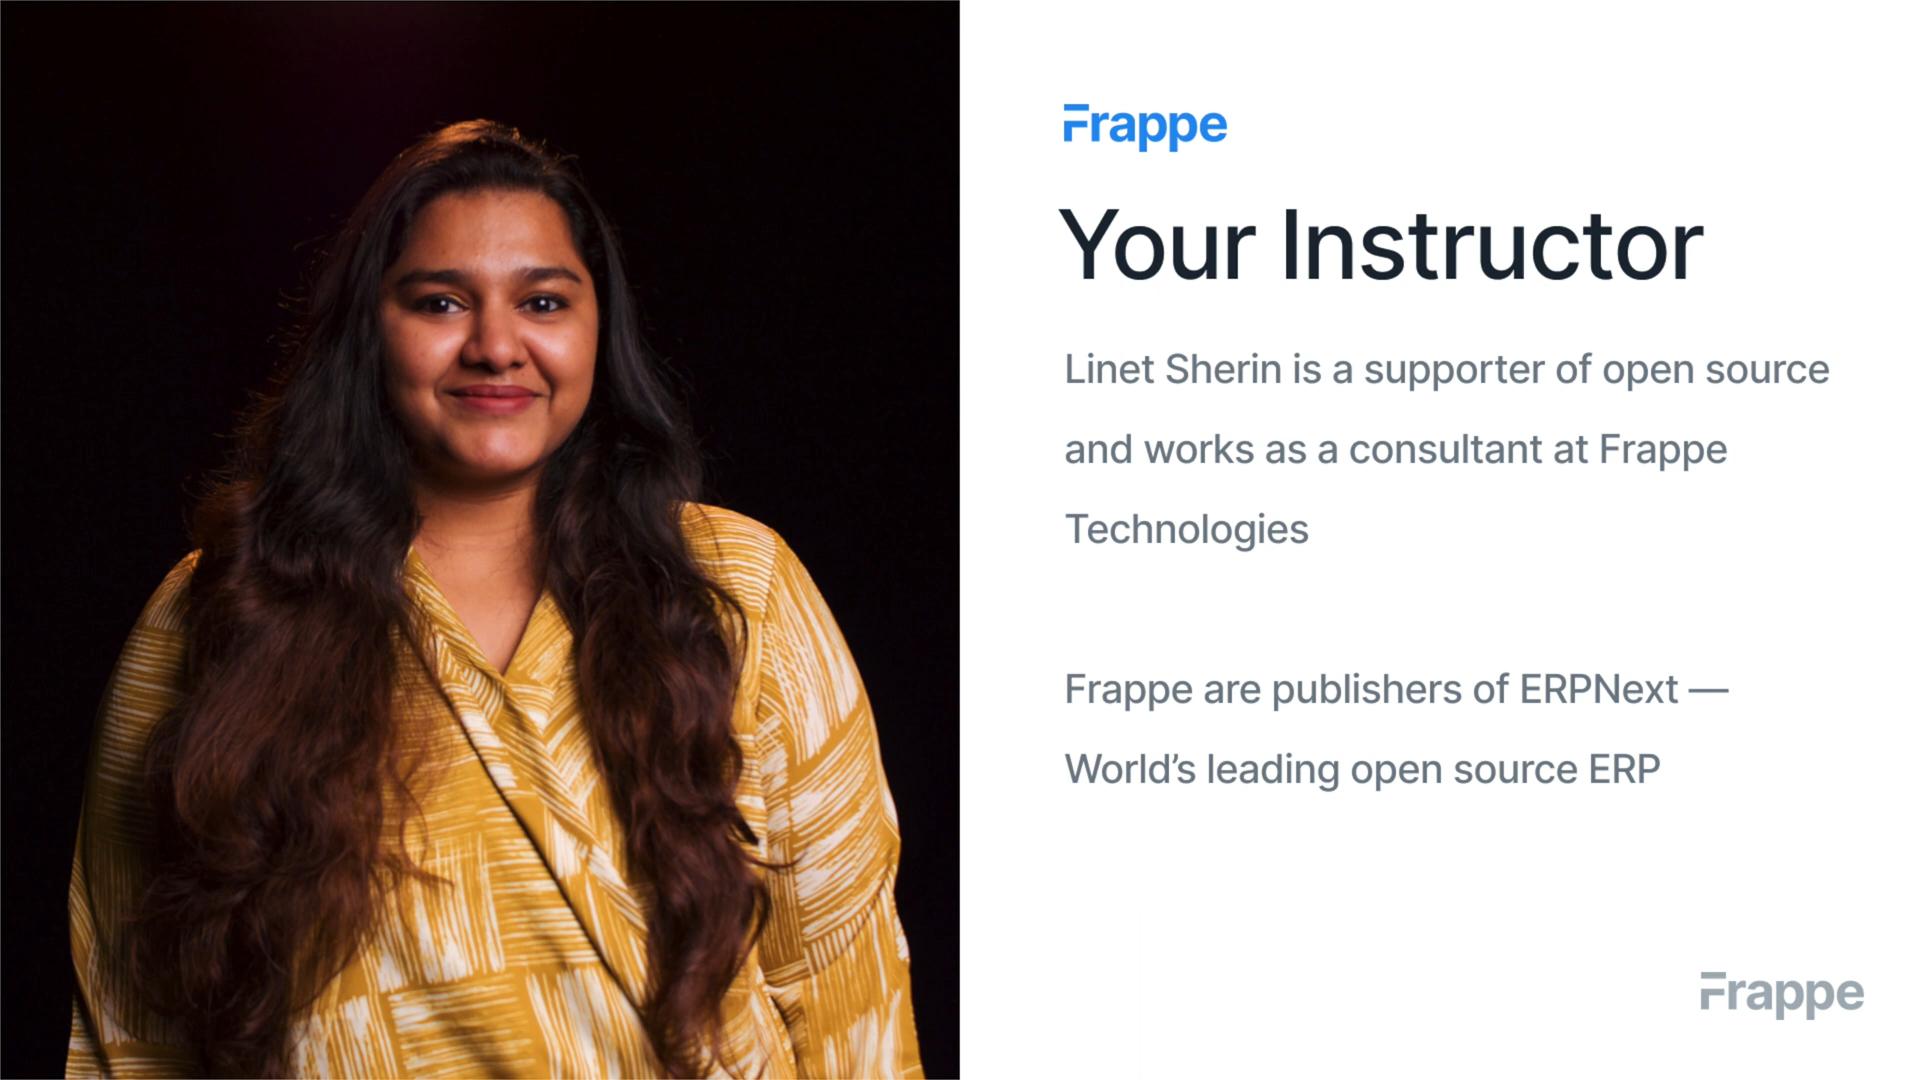 Frappe
Your Instructor
Linet Sherin is a supporter of open source
and works as a consultant at Frappe
Technologies
Frappe are publishers of ERPNext —
World’s leading open source ERP
Frappe